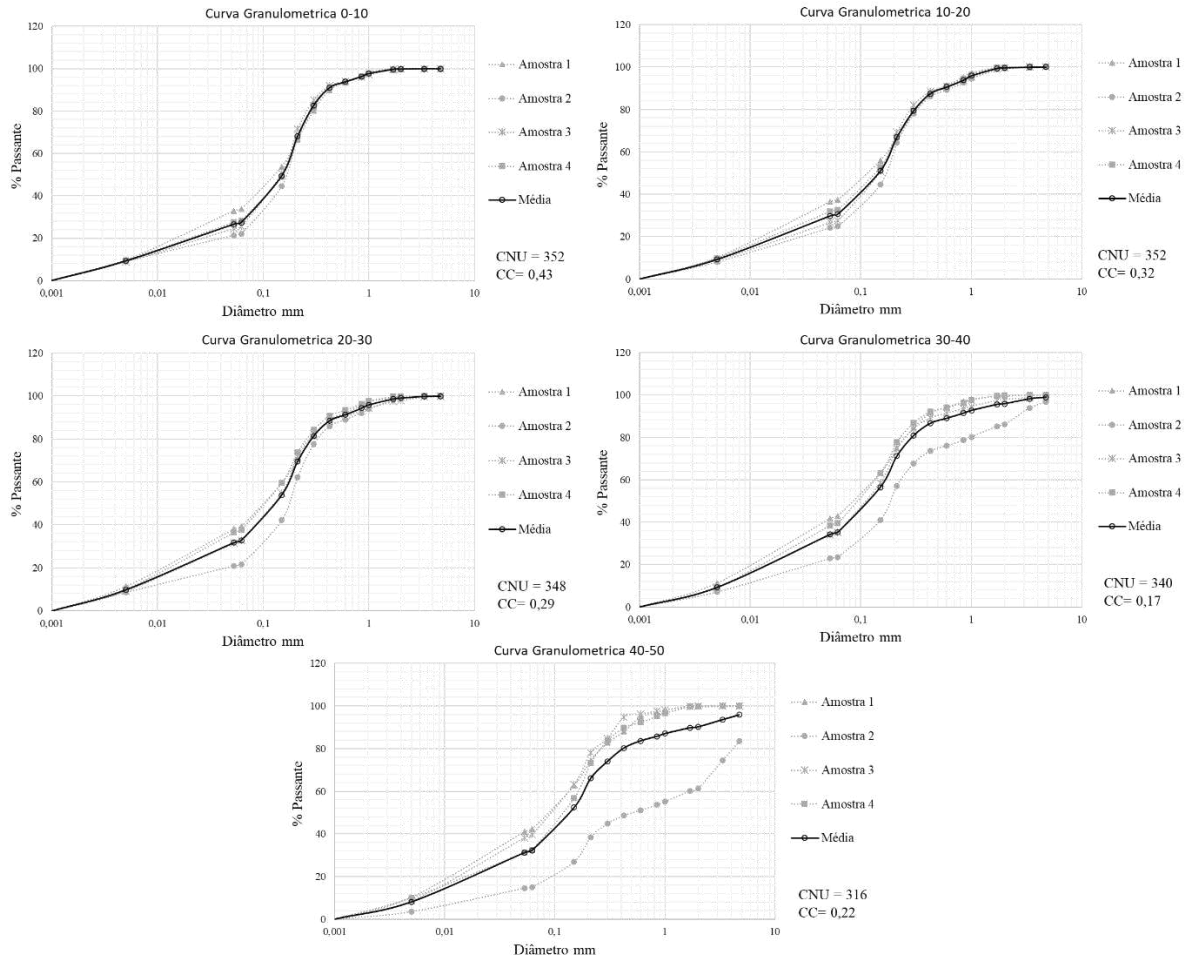 Curva Granulometrica 0-10
120
100
80
60
40
20
0
% Passante
0,001
0,01
0,1
1
10
Diâmetro mm
Amostra 1
Amostra 2
Amostra 3
Amostra 4
Média
CNU = 352
CC= 0,43
Curva Granulometrica 10-20
120
100
80
60
40
20
0
% Passante
0,001
0,01
0,1
1
10
Diâmetro mm
Amostra 1
Amostra 2
Amostra 3
Amostra 4
Média
CNU = 352
CC= 0,32
Curva Granulometrica 20-30
120
100
80
60
40
20
0
% Passante
0,001
0,01
0,1
1
10
Diâmetro mm
Amostra 1
Amostra 2
Amostra 3
Amostra 4
Média
CNU = 348
CC= 0,29
Curva Granulometrica 30-40
120
100
80
60
40
20
0
% Passante
0,001
0,01
0,1
1
10
Diâmetro mm
Amostra 1
Amostra 2
Amostra 3
Amostra 4
Média
CNU = 340
CC= 0,17
Curva Granulometrica 40-50
120
100
80
60
40
20
0
% Passante
0,001
0,01
0,1
1
10
Diâmetro mm
Amostra 1
Amostra 2
Amostra 3
Amostra 4
Média
CNU = 316
CC= 0,22